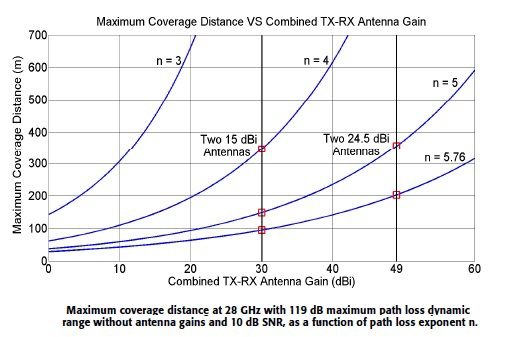 Maximum Coverage Distance VS Combined TX-RX Antenna Gain
Maximum Coverage Distance (m)
700
600
500
400
300
200
100
0
n = 3
n = 4
n = 5
n = 5.76
Two 15 dBi
Antennas
Two 24.5 dBi
Antennas
0 10 20 30 40 49 60
Combined TX-RX Antenna Gain (dBi)
Maximum coverage distance at 28 GHz with 119 dB maximum path loss dynamic
range without antenna gains and 10 dB SNR, as a function of path loss exponent n.